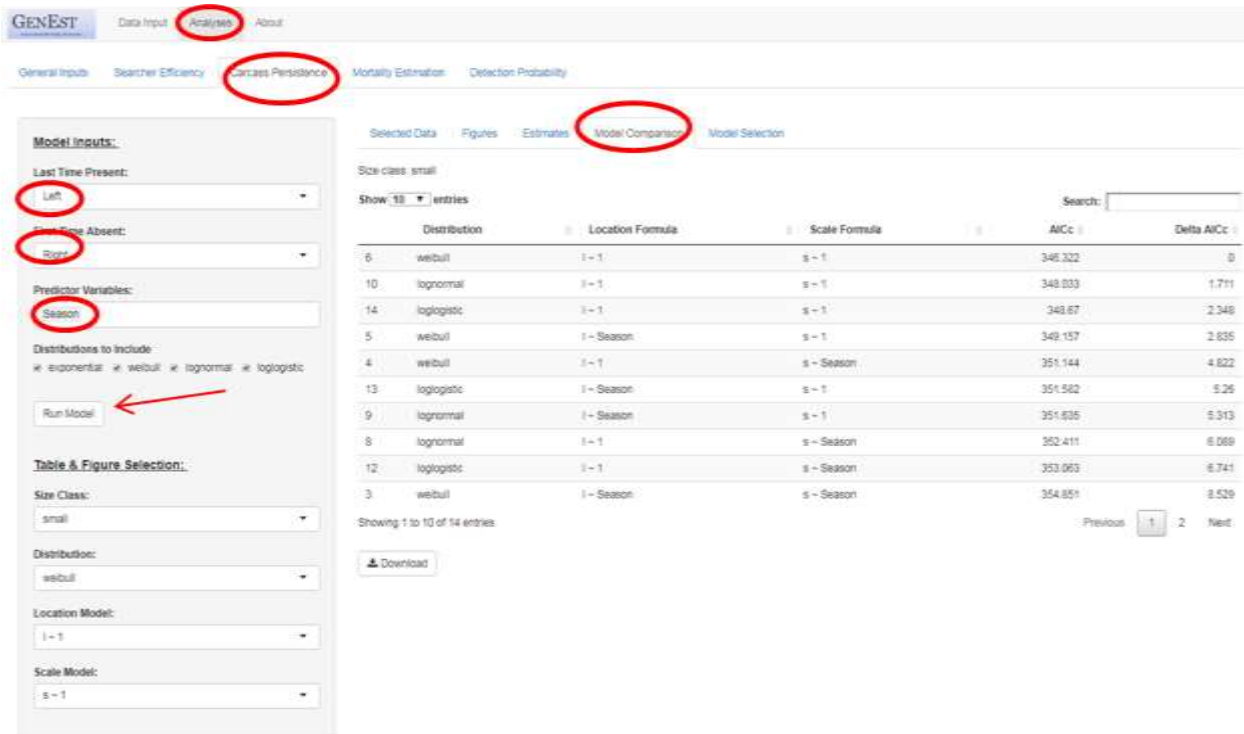 GENEST Data Input Analyses About
General Inputs Searcher Efficiency Carcass Persistence Mortality Estimation Detection Probability
Model Inputs:
Last Time Present:
Left
First Time Absent:
Right
Predictor Variables:
Season
Distributions to Include
exponential weibull lognormal loglogistic
Run Model
Table & Figure Selection:
Size Class:
small
Distribution:
weibull
Location Model:
l ~ 1
Scale Model:
s ~ 1
Selected Data Figures Estimates Model Comparison Model Selection
Size class: small
Show 10 entries Search:
Distribution Location Formula Scale Formula AICc Delta AICc
6 weibull l ~ 1 s ~ 1 346.322 0
10 lognormal l ~ 1 s ~ 1 348.033 1.711
14 loglogistic l ~ 1 s ~ 1 348.67 2.348
5 weibull l ~ Season s ~ 1 349.157 2.835
4 weibull l ~ 1 s ~ Season 351.144 4.822
13 loglogistic l ~ Season s ~ 1 351.582 5.26
9 lognormal l ~ Season s ~ 1 351.635 5.313
8 lognormal l ~ 1 s ~ Season 352.411 6.089
12 loglogistic l ~ 1 s ~ Season 353.063 6.741
3 weibull l ~ Season s ~ Season 354.851 8.529
Showing 1 to 10 of 14 entries Previous 1 2 Next
Download